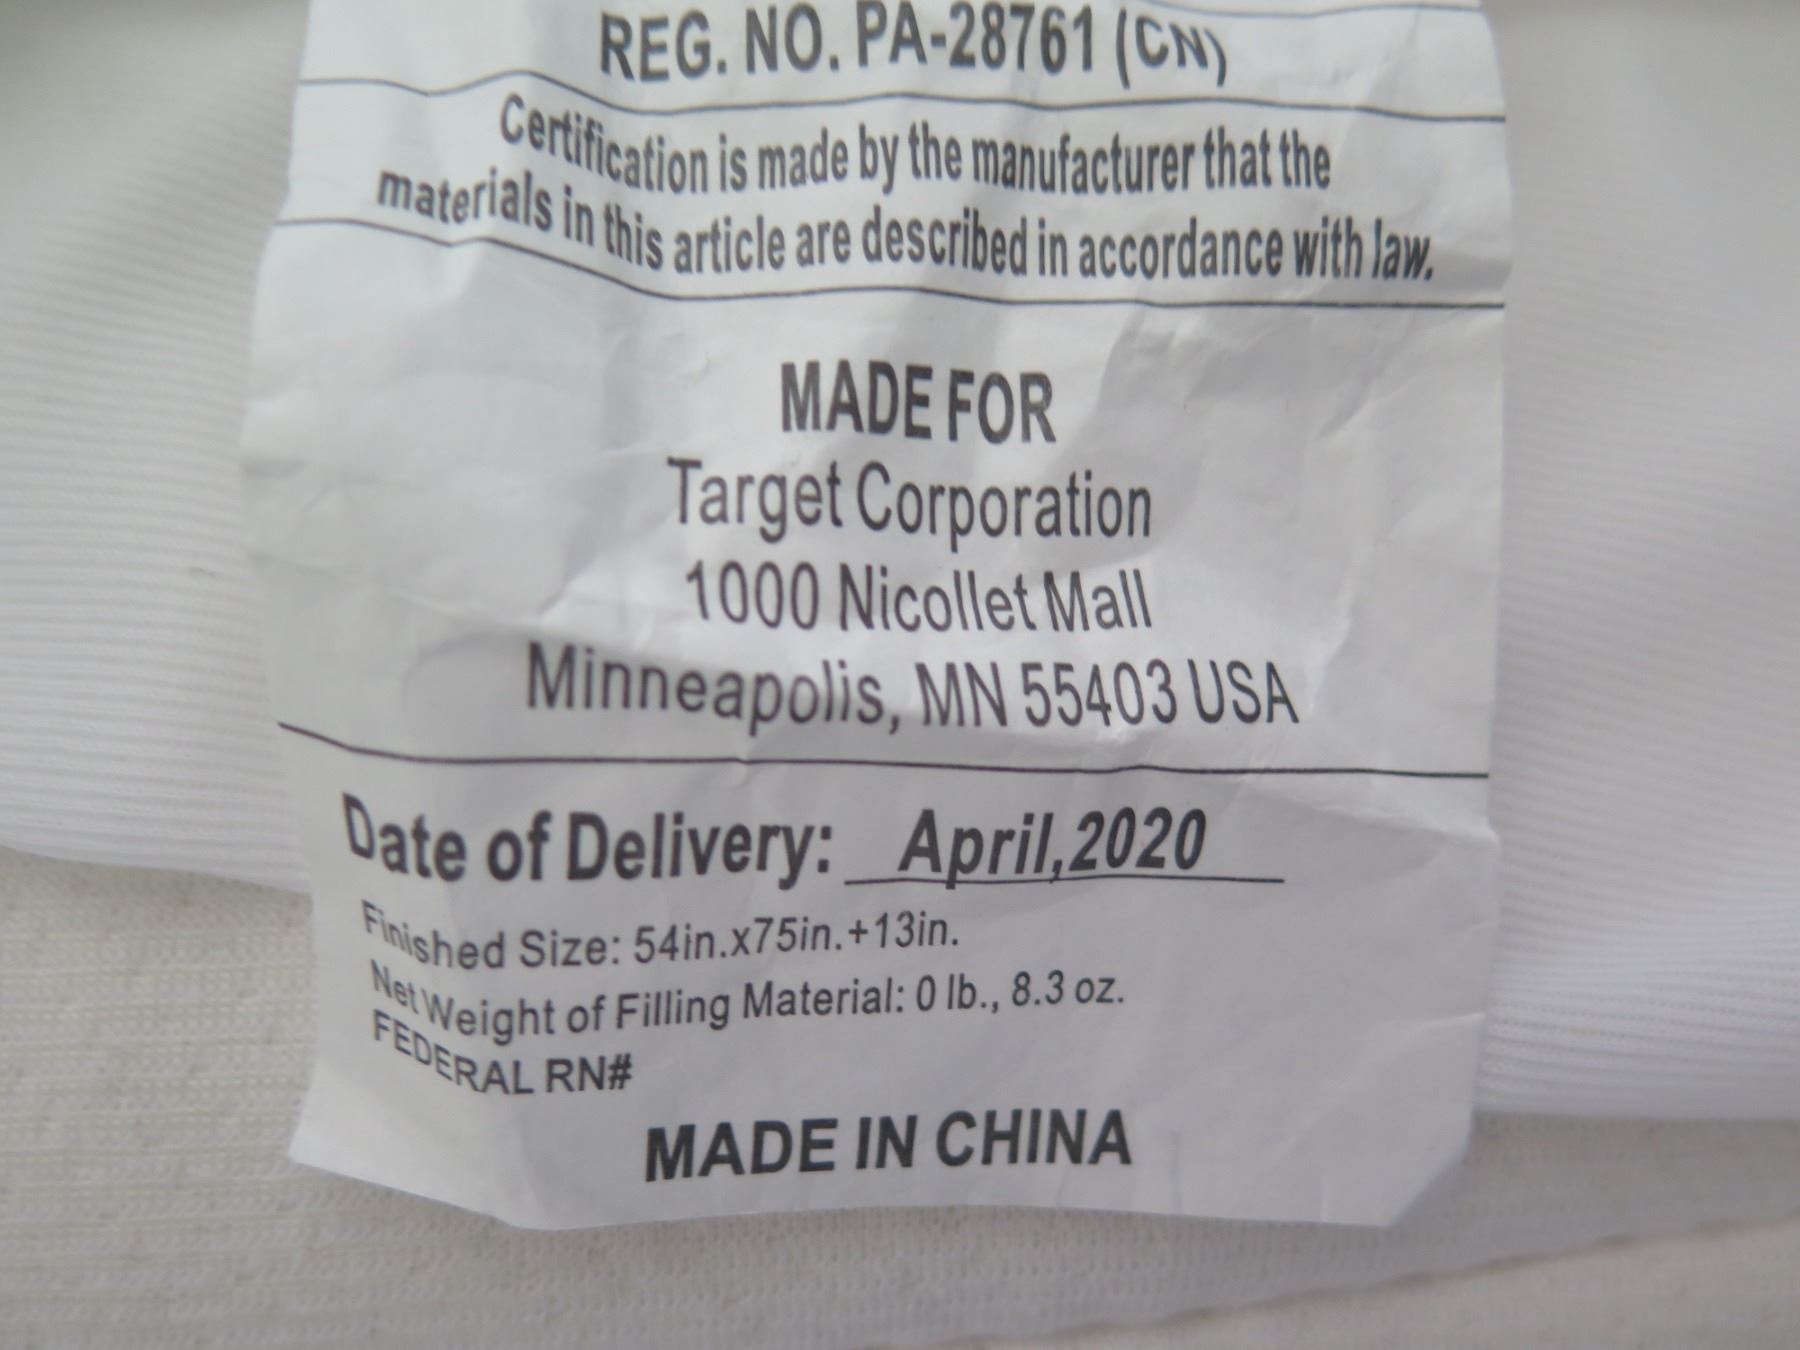 REG. NO. PA-28761 (CN)
Certification is made by the manufacturer that the
materials in this article are described in accordance with law.
MADE FOR
Target Corporation
1000 Nicollet Mall
Minneapolis, MN 55403 USA
Date of Delivery: April,2020
Finished Size: 54in.x75in.+13in.
Net Weight of Filling Material: 0 lb., 8.3 oz.
FEDERAL RN#
MADE IN CHINA